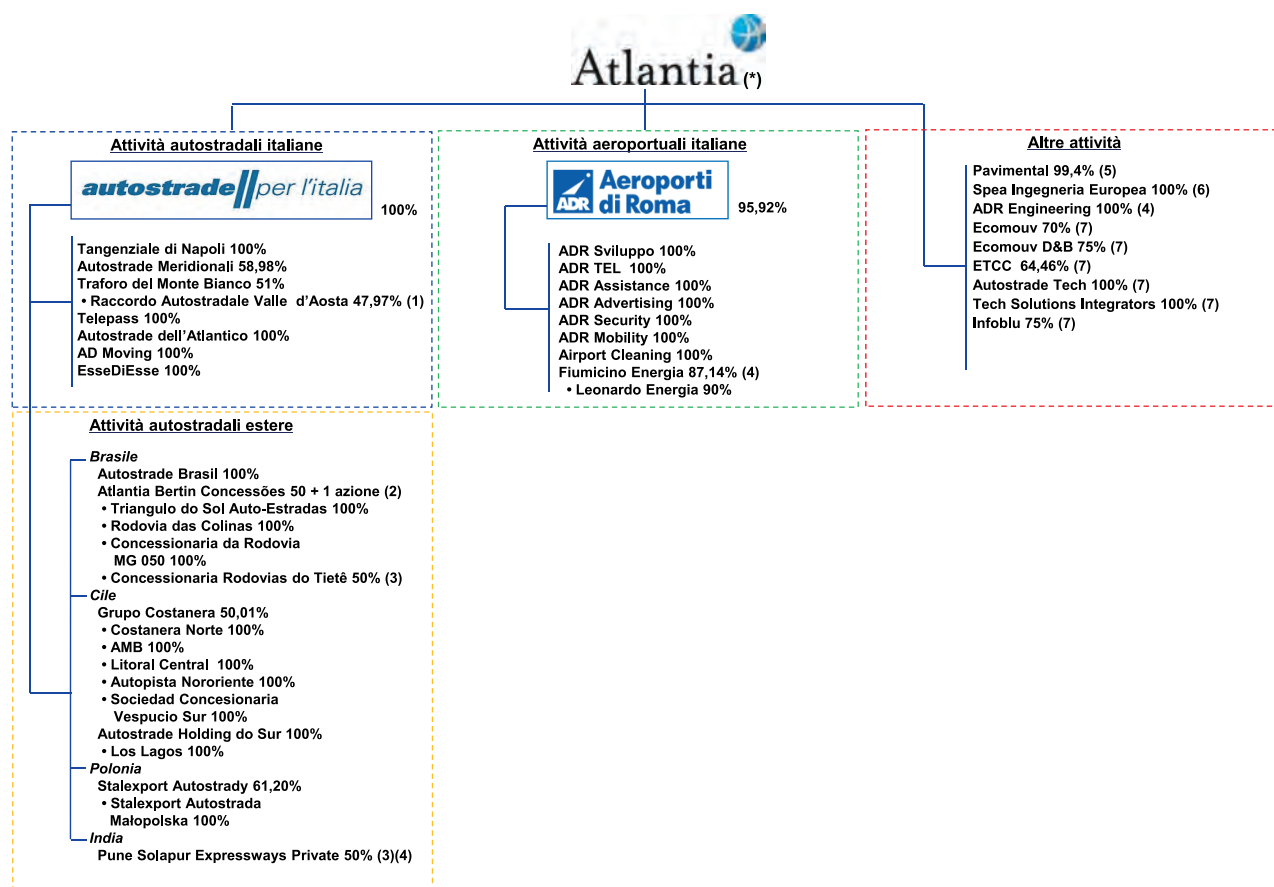 Atlantia (*)
Attività autostradali italiane
autostrade per l'italia
100%
Tangenziale di Napoli 100%
Autostrade Meridionali 58,98%
Traforo del Monte Bianco 51%
• Raccordo Autostradale Valle d'Aosta 47,97% (1)
Telepass 100%
Autostrade dell'Atlantico 100%
AD Moving 100%
EsseDiEsse 100%
Attività aeroportuali italiane
ADR
Aeroporti
di Roma
95,92%
ADR Sviluppo 100%
ADR TEL 100%
ADR Assistance 100%
ADR Advertising 100%
ADR Security 100%
ADR Mobility 100%
Airport Cleaning 100%
Fiumicino Energia 87,14% (4)
• Leonardo Energia 90%
Altre attività
Pavimental 99,4% (5)
Spea Ingegneria Europea 100% (6)
ADR Engineering 100% (4)
Ecomouv 70% (7)
Ecomouv D&B 75% (7)
ETCC 64,46% (7)
Autostrade Tech 100% (7)
Tech Solutions Integrators 100% (7)
Infoblu 75% (7)
Attività autostradali estere
Brasile
Autostrade Brasil 100%
Atlantia Bertin Concessões 50 + 1 azione (2)
• Triangulo do Sol Auto-Estradas 100%
• Rodovia das Colinas 100%
• Concessionaria da Rodovia
MG 050 100%
• Concessionaria Rodovias do Tietê 50% (3)
Cile
Grupo Costanera 50,01%
• Costanera Norte 100%
• AMB 100%
• Litoral Central 100%
• Autopista Nororiente 100%
• Sociedad Concesionaria
Vespucio Sur 100%
Autostrade Holding do Sur 100%
• Los Lagos 100%
Polonia
Stalexport Autostrady 61,20%
• Stalexport Autostrada
Małopolska 100%
India
Pune Solapur Expressways Private 50% (3)(4)